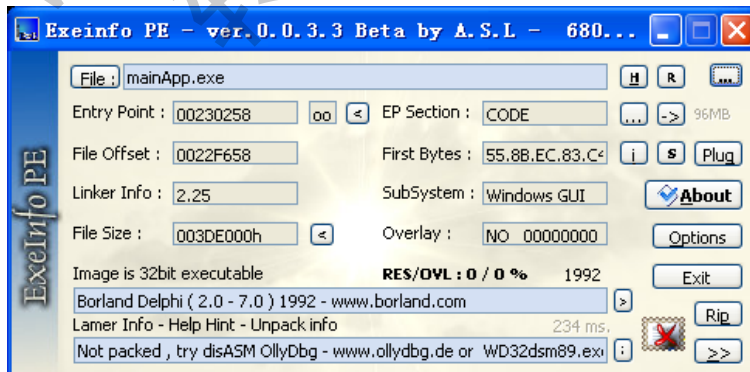 Exeinfo PE - ver.0.0.3.3 Beta by A.S.L - 680...
File : mainApp.exe H R ...
Entry Point : 00230258 oo < EP Section : CODE ... -> 96MB
File Offset : 0022F658 First Bytes : 55.8B.EC.83.C4 i S Plug
Linker Info : 2.25 SubSystem : Windows GUI About
File Size : 003DE000h < Overlay : NO 00000000 Options
Image is 32bit executable RES/OVL : 0 / 0 % 1992 Exit
Borland Delphi ( 2.0 - 7.0 ) 1992 - www.borland.com >
Lamer Info - Help Hint - Unpack info 234 ms. Rip
Not packed , try disASM OllyDbg - www.ollydbg.de or WD32dsm89.ex : >>
ExeInfo PE